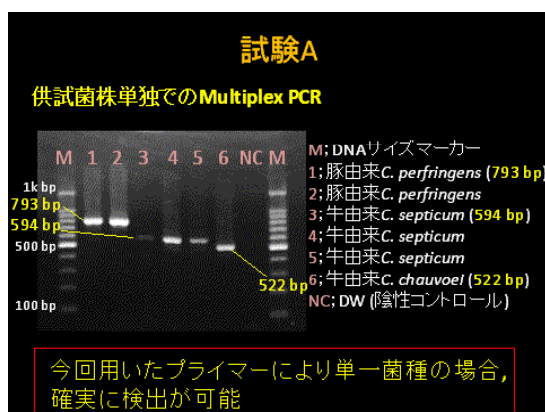 試験A
供試菌株単独でのMultiplex PCR
M 1 2 3 4 5 6 NC M
1k bp
793 bp
594 bp
500 bp
100 bp
522 bp
M;DNAサイズマーカー
1;豚由来C. perfringens (793 bp)
2;豚由来C. perfringens
3;牛由来C. septicum (594 bp)
4;牛由来C. septicum
5;牛由来C. septicum
6;牛由来C. chauvoei (522 bp)
NC;DW (陰性コントロール)
今回用いたプライマーにより単一菌種の場合,
確実に検出が可能